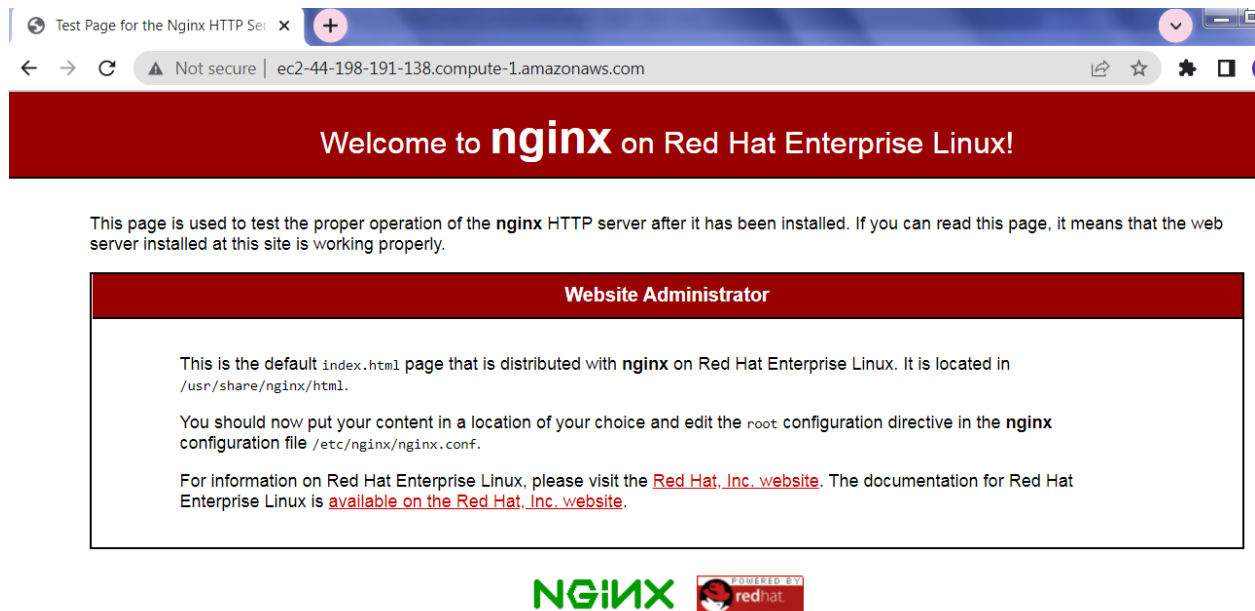 Test Page for the Nginx HTTP Ser
Not secure | ec2-44-198-191-138.compute-1.amazonaws.com
Welcome to nginx on Red Hat Enterprise Linux!
This page is used to test the proper operation of the nginx HTTP server after it has been installed. If you can read this page, it means that the web
server installed at this site is working properly.
Website Administrator
This is the default index.html page that is distributed with nginx on Red Hat Enterprise Linux. It is located in
/usr/share/nginx/html.
You should now put your content in a location of your choice and edit the root configuration directive in the nginx
configuration file /etc/nginx/nginx.conf.
For information on Red Hat Enterprise Linux, please visit the Red Hat, Inc. website. The documentation for Red Hat
Enterprise Linux is available on the Red Hat, Inc. website.
NGiNX
POWERED BY
redhat.